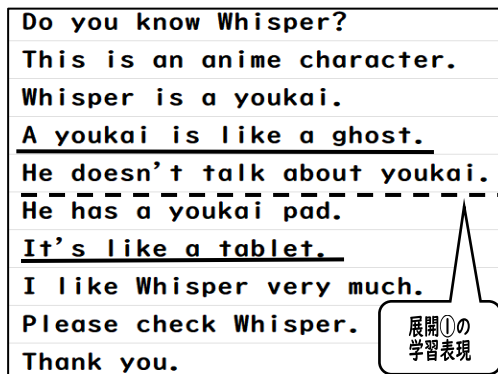 Do you know Whisper?
This is an anime character.
Whisper is a youkai.
A youkai is like a ghost.
He doesn't talk about youkai.
He has a youkai pad.
It's like a tablet.
I like Whisper very much.
Please check Whisper.
Thank you.
展開①の
学習表現